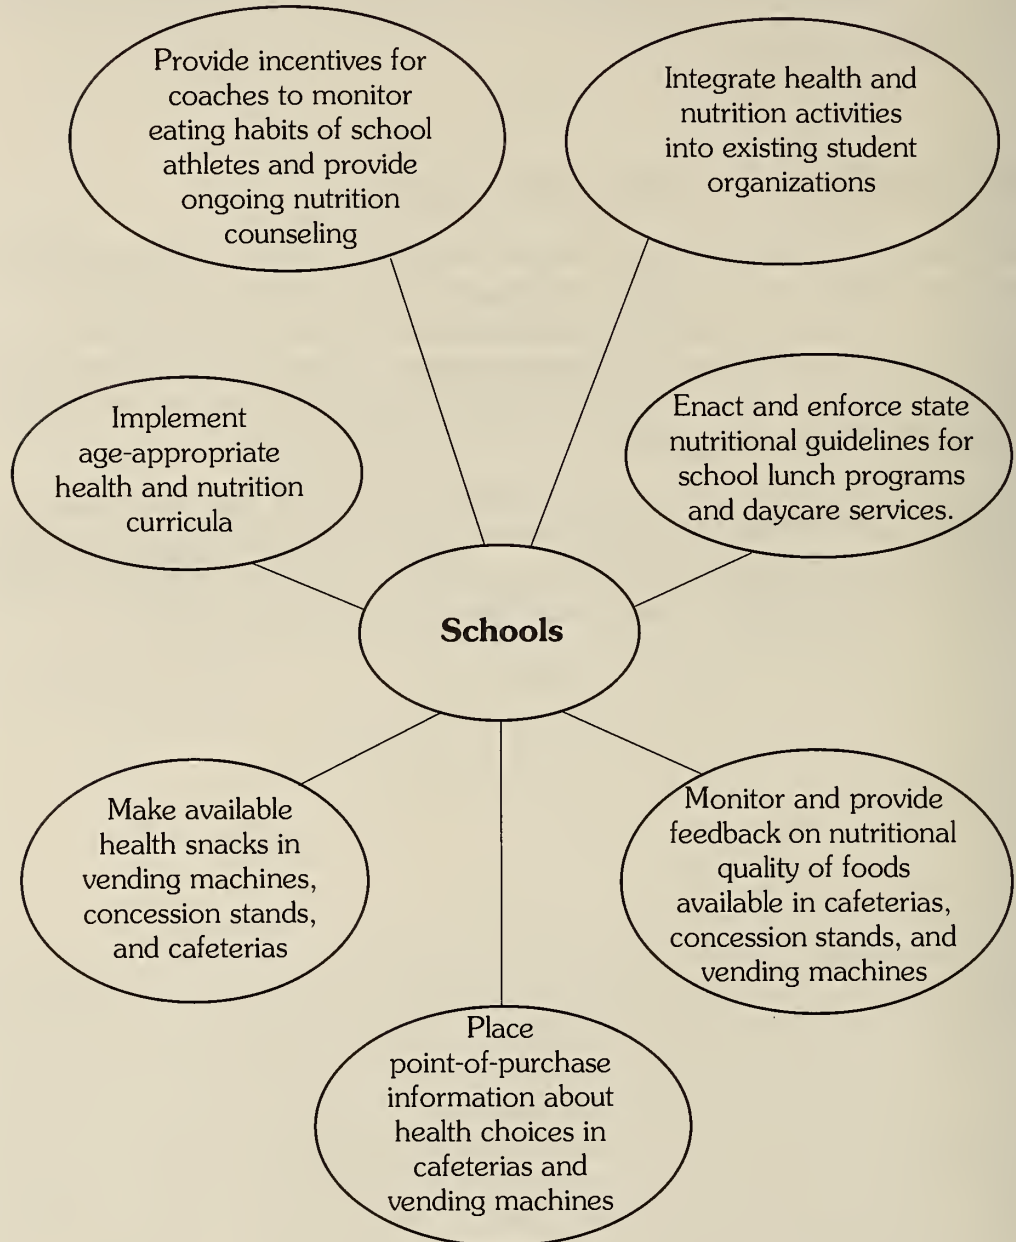 Provide incentives for
coaches to monitor
eating habits of school
athletes and provide
ongoing nutrition
counseling
Integrate health and
nutrition activities
into existing student
organizations
Implement
age-appropriate
health and nutrition
curricula
Enact and enforce state
nutritional guidelines for
school lunch programs
and daycare services.
Schools
Make available
health snacks in
vending machines,
concession stands,
and cafeterias
Monitor and provide
feedback on nutritional
quality of foods
available in cafeterias,
concession stands, and
vending machines
Place
point-of-purchase
information about
health choices in
cafeterias and
vending machines